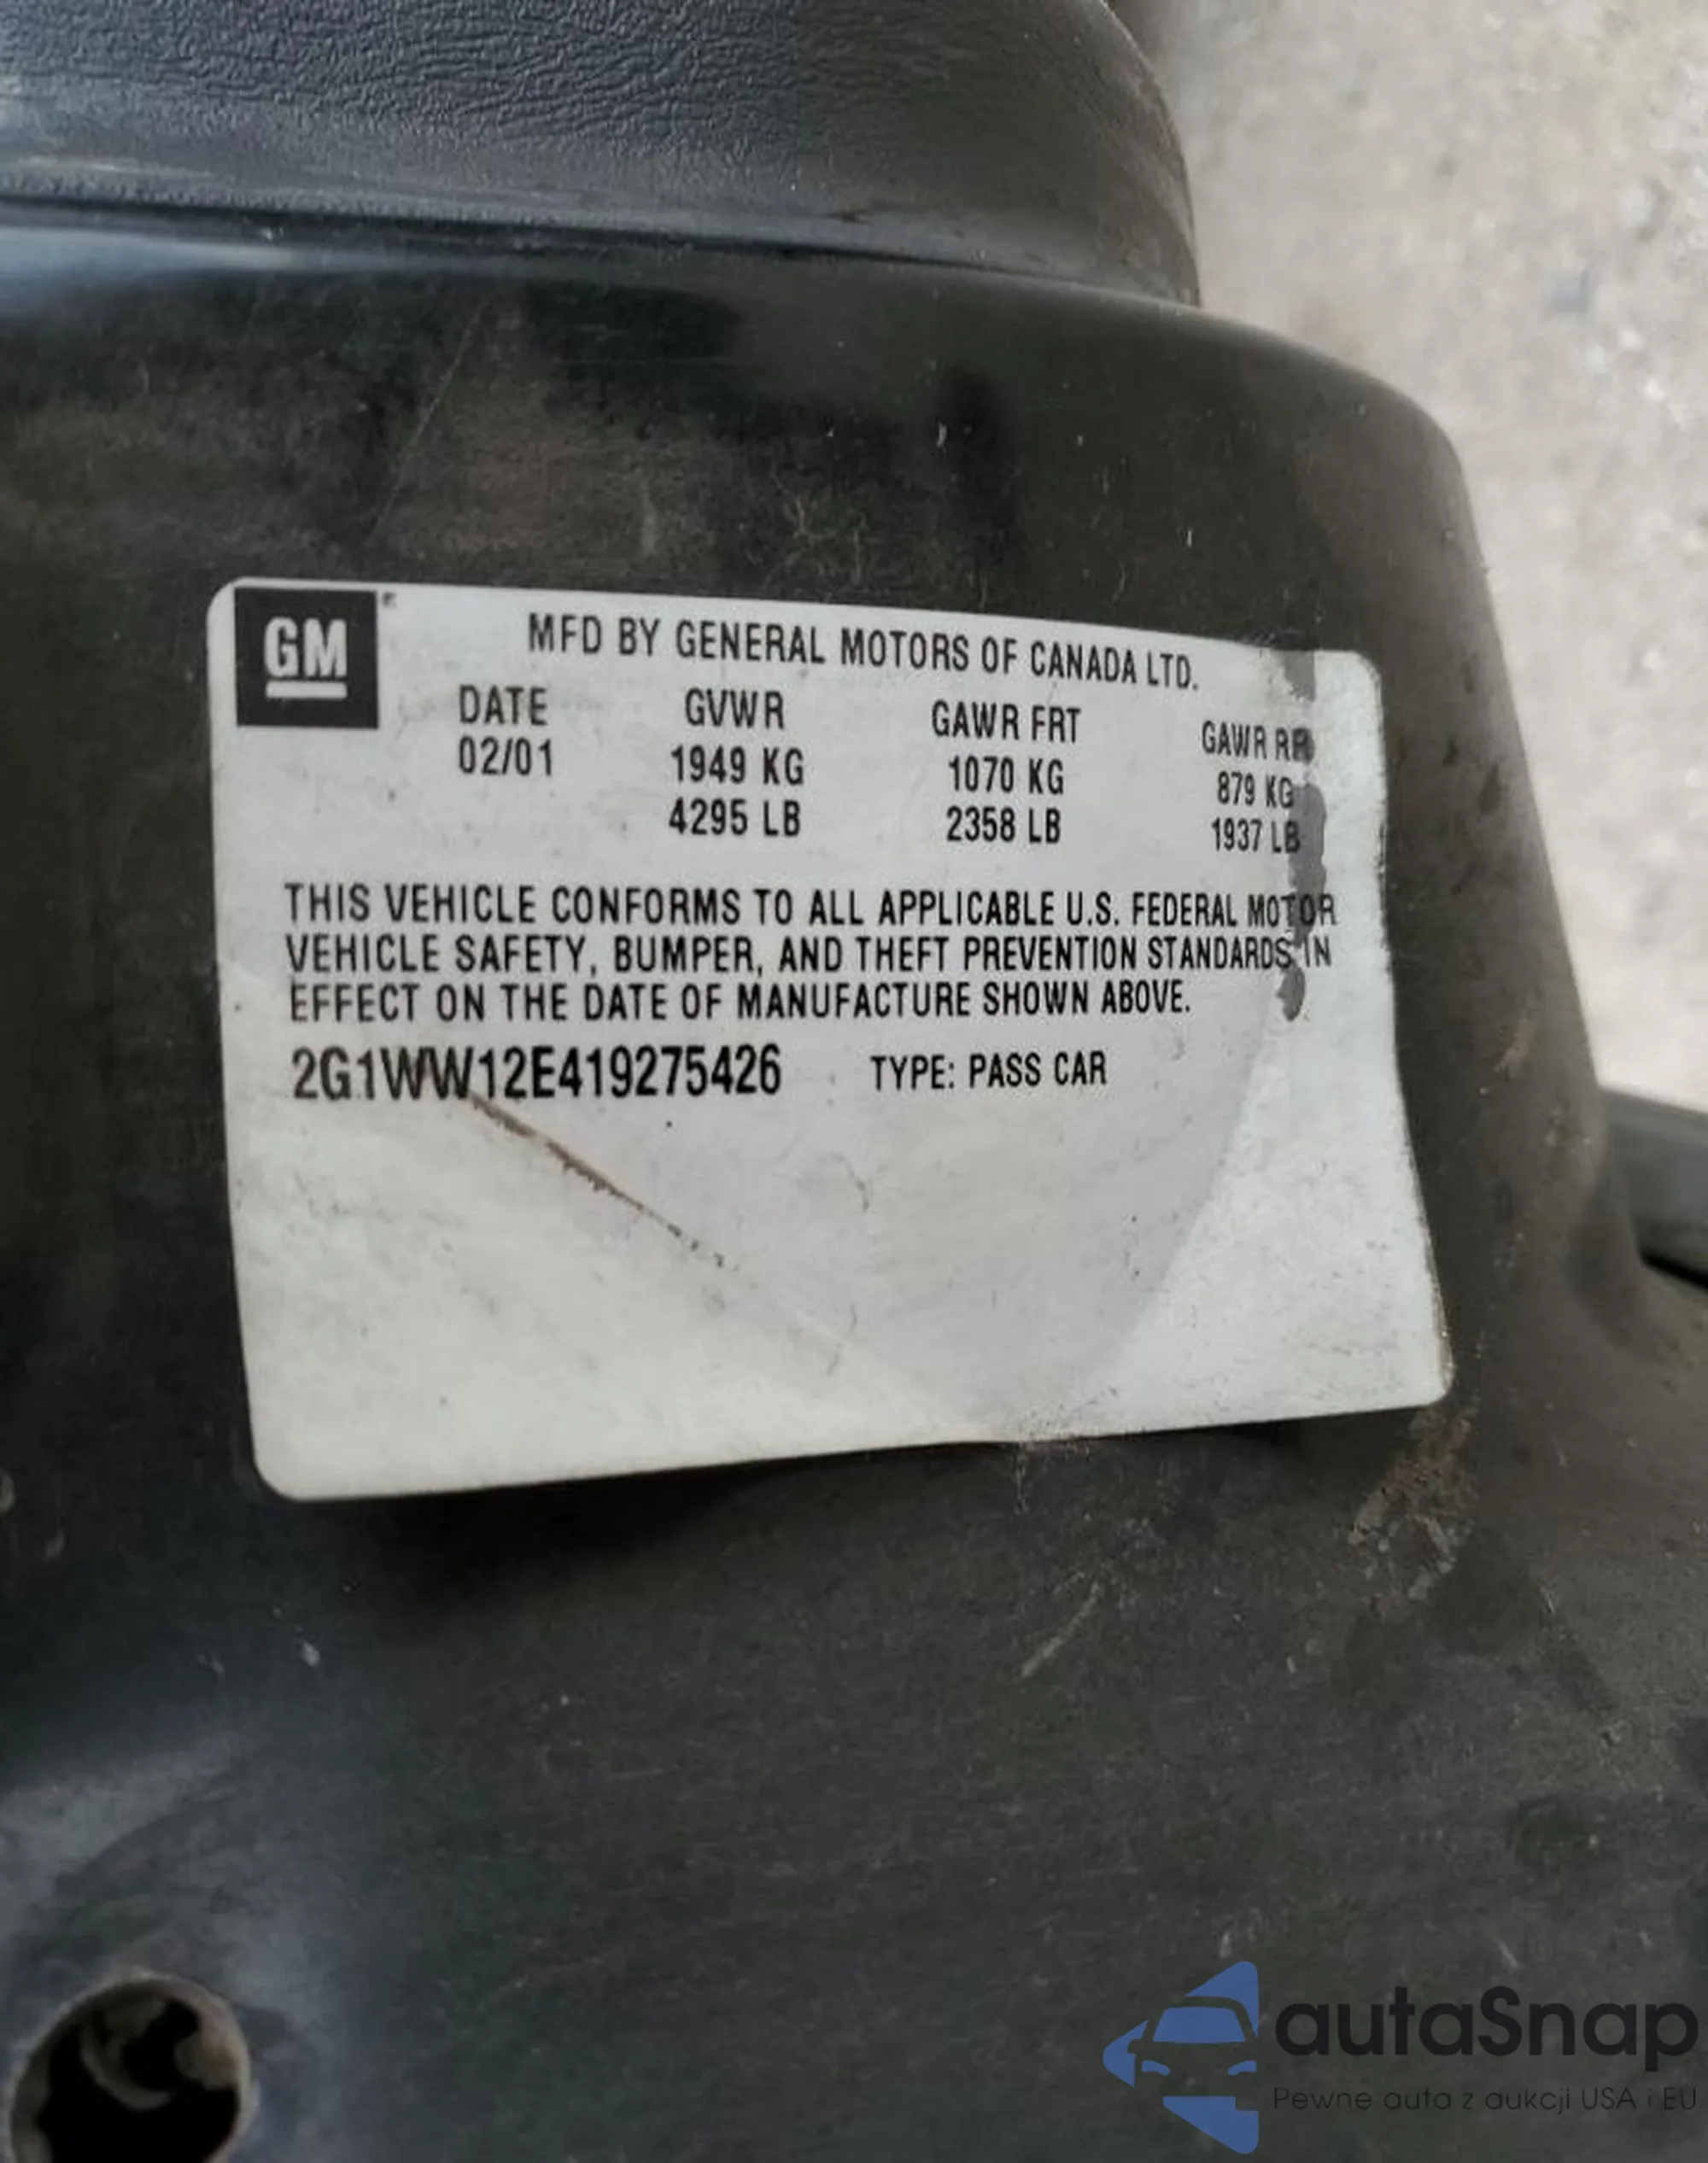 GM
MFD BY GENERAL MOTORS OF CANADA LTD.
DATE GVWR GAWR FRT GAWR RR
02/01 1949 KG 1070 KG 879 KG
4295 LB 2358 LB 1937 LB
THIS VEHICLE CONFORMS TO ALL APPLICABLE U.S. FEDERAL MOTOR
VEHICLE SAFETY, BUMPER, AND THEFT PREVENTION STANDARDS IN
EFFECT ON THE DATE OF MANUFACTURE SHOWN ABOVE.
2G1WW12E419275426 TYPE: PASS CAR
autaSnap
Pewne auta z aukcji USA i EU